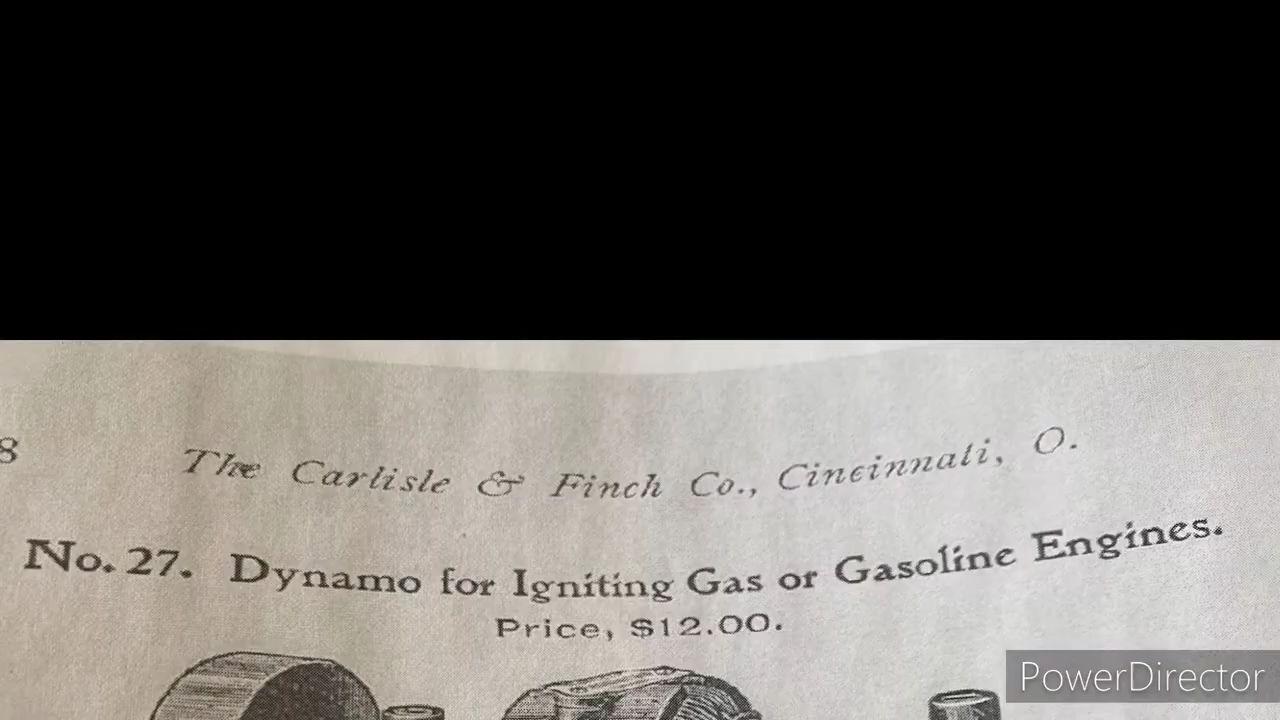 8
The Carlisle & Finch Co., Cincinnati, O.
No. 27. Dynamo for Igniting Gas or Gasoline Engines.
Price, $12.00.
PowerDirector